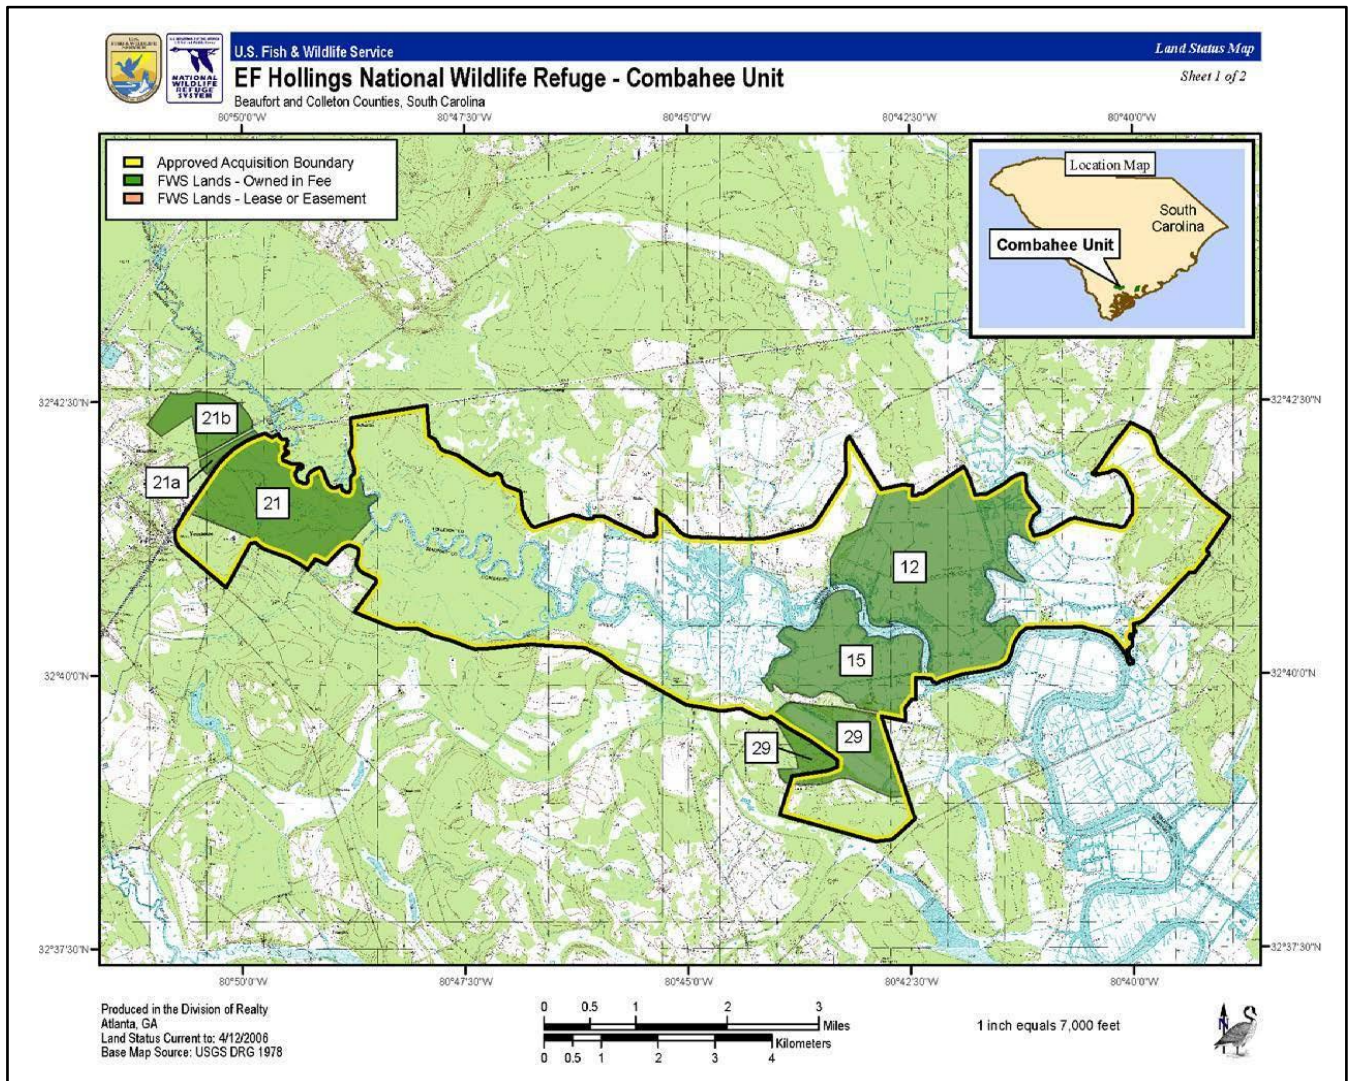 U.S.
FISH & WILDLIFE
SERVICE
NATIONAL
WILDLIFE
REFUGE
SYSTEM
U.S. Fish & Wildlife Service
Land Status Map
EF Hollings National Wildlife Refuge - Combahee Unit
Sheet 1 of 2
Beaufort and Colleton Counties, South Carolina
80°50'0"W
80°47'30"W
80°45'0"W
80°42'30"W
80°40'0"W
Approved Acquisition Boundary
FWS Lands - Owned in Fee
FWS Lands - Lease or Easement
Location Map
South
Carolina
Combahee Unit
32°42'30"N
32°42'30"N
21b
21a
21
12
15
32°40'0"N
32°40'0"N
29
29
32°37'30"N
32°37'30"N
80°50'0"W
80°47'30"W
80°45'0"W
80°42'30"W
80°40'0"W
Produced in the Division of Realty
Atlanta, GA
Land Status Current to: 4/12/2006
Base Map Source: USGS DRG 1978
0 0.5 1 2 3
Miles
Kilometers
0 0.5 1 2 3 4
1 inch equals 7,000 feet
N